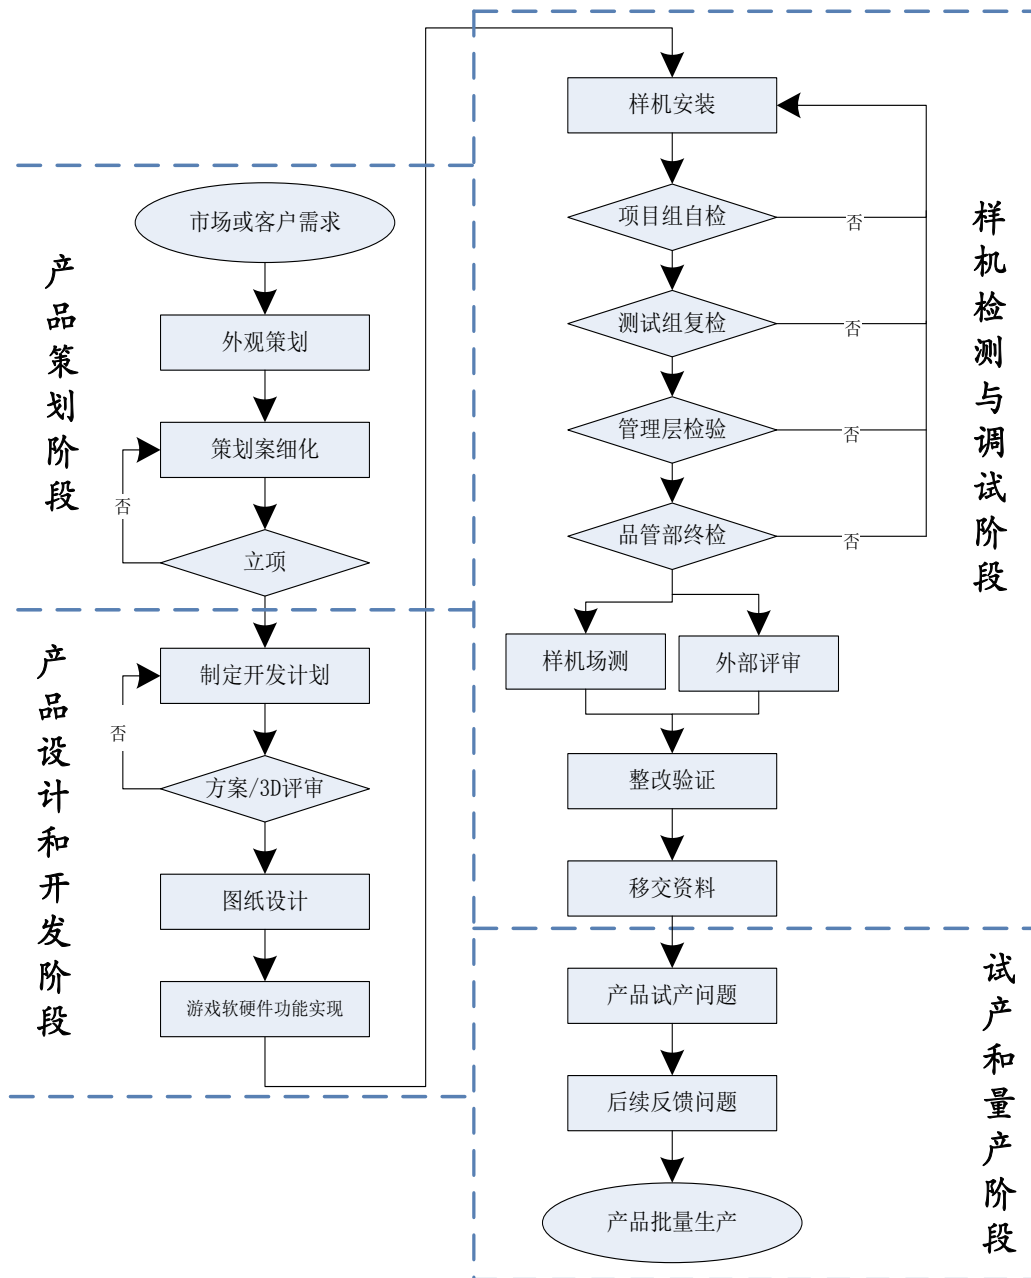 产品策划阶段
市场或客户需求
外观策划
策划案细化
否
立项
产品设计和开发阶段
制定开发计划
否
方案/3D评审
图纸设计
游戏软硬件功能实现
样机检测与调试阶段
样机安装
项目组自检
否
测试组复检
否
管理层检验
否
品管部终检
否
样机场测
外部评审
整改验证
移交资料
试产和量产阶段
产品试产问题
后续反馈问题
产品批量生产